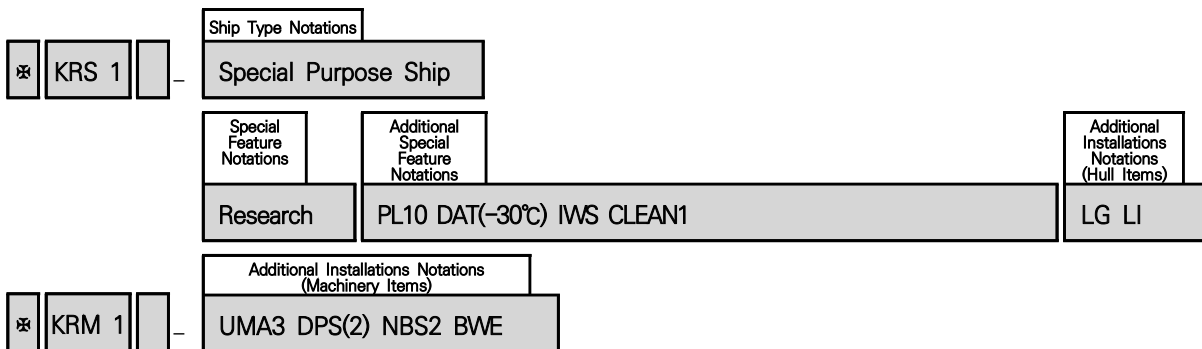 Ship Type Notations
✠ KRS 1 - Special Purpose Ship
Special
Feature
Notations
Additional
Special
Feature
Notations
Additional
Installations
Notations
(Hull Items)
Research PL10 DAT(-30℃) IWS CLEAN1 LG LI
Additional Installations Notations
(Machinery Items)
✠ KRM 1 - UMA3 DPS(2) NBS2 BWE